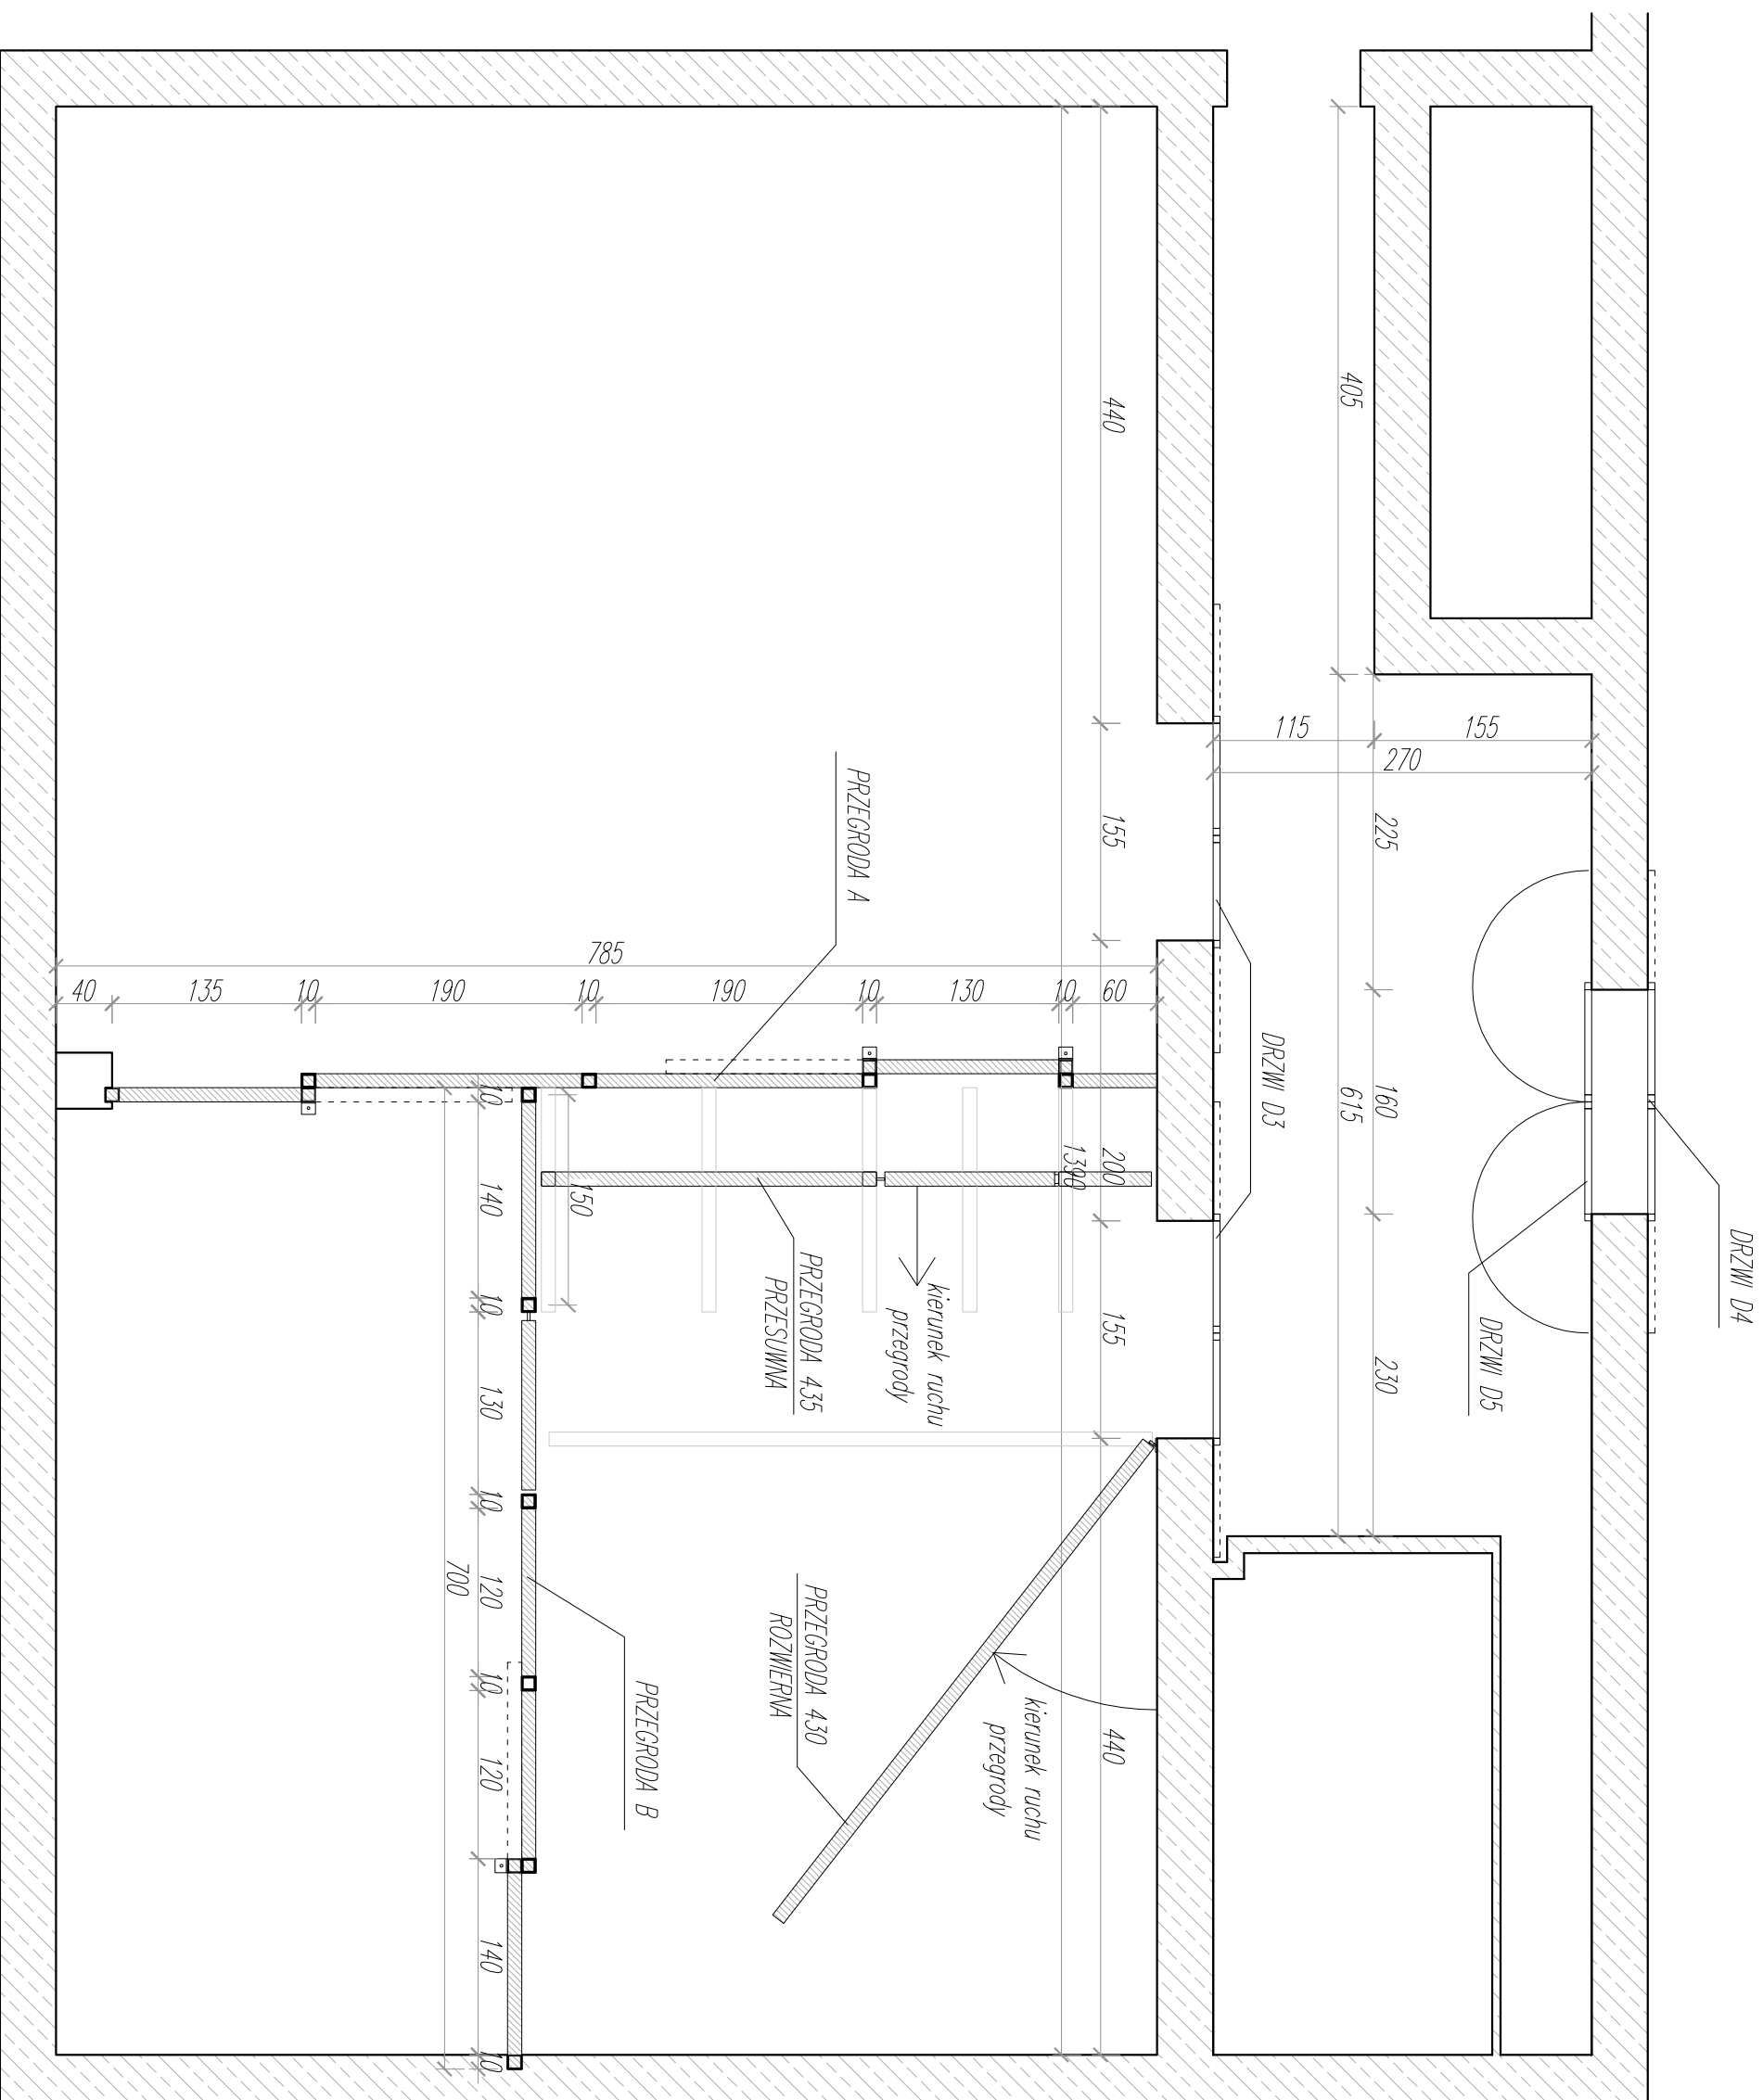 405
440
115
155
270
225
155
PRZEGRODA A
785
40
135
10
190
10
190
10
130
10
60
DRZWI D3
160
615
200
1390
10
140
150
10
DRZWI D4
DRZWI D5
kierunek ruchu
przegrody
PRZEGRODA 435
PRZESUWNA
155
230
130
10
700
120
10
120
PRZEGRODA B
PRZEGRODA 430
ROZWIERNA
kierunek ruchu
przegrody
440
140
10